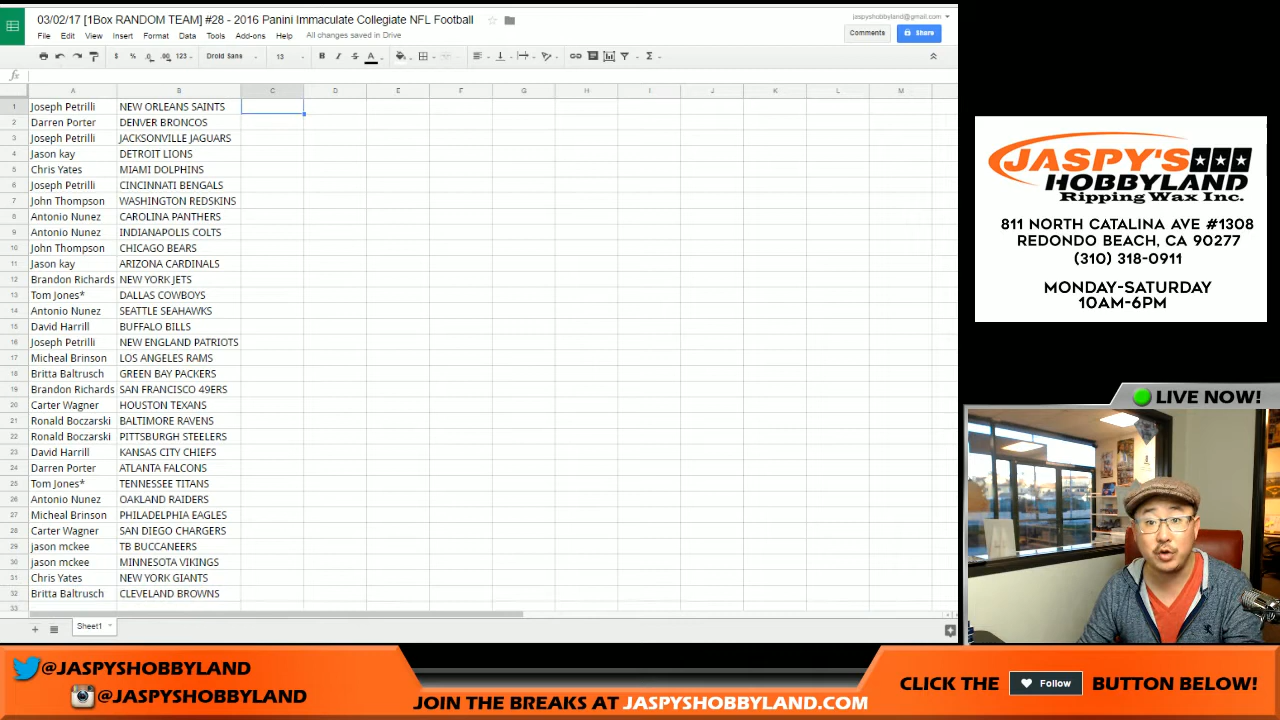 03/02/17 [1Box RANDOM TEAM] #28 - 2016 Panini Immaculate Collegiate NFL Football
jaspyshobbyland@gmail.com
File Edit View Insert Format Data Tools Add-ons Help All changes saved in Drive
Comments Share
$ % .0 .00 123 Droid Sans 13 B I S A
fx
A B C D E F G H I J K L M
1 Joseph Petrilli NEW ORLEANS SAINTS
2 Darren Porter DENVER BRONCOS
3 Joseph Petrilli JACKSONVILLE JAGUARS
4 Jason kay DETROIT LIONS
5 Chris Yates MIAMI DOLPHINS
6 Joseph Petrilli CINCINNATI BENGALS
7 John Thompson WASHINGTON REDSKINS
8 Antonio Nunez CAROLINA PANTHERS
9 Antonio Nunez INDIANAPOLIS COLTS
10 John Thompson CHICAGO BEARS
11 Jason kay ARIZONA CARDINALS
12 Brandon Richards NEW YORK JETS
13 Tom Jones* DALLAS COWBOYS
14 Antonio Nunez SEATTLE SEAHAWKS
15 David Harrill BUFFALO BILLS
16 Joseph Petrilli NEW ENGLAND PATRIOTS
17 Micheal Brinson LOS ANGELES RAMS
18 Britta Baltrusch GREEN BAY PACKERS
19 Brandon Richards SAN FRANCISCO 49ERS
20 Carter Wagner HOUSTON TEXANS
21 Ronald Boczarski BALTIMORE RAVENS
22 Ronald Boczarski PITTSBURGH STEELERS
23 David Harrill KANSAS CITY CHIEFS
24 Darren Porter ATLANTA FALCONS
25 Tom Jones* TENNESSEE TITANS
26 Antonio Nunez OAKLAND RAIDERS
27 Micheal Brinson PHILADELPHIA EAGLES
28 Carter Wagner SAN DIEGO CHARGERS
29 jason mckee TB BUCCANEERS
30 jason mckee MINNESOTA VIKINGS
31 Chris Yates NEW YORK GIANTS
32 Britta Baltrusch CLEVELAND BROWNS
33
Sheet1
JASPY'S
HOBBYLAND
Ripping Wax Inc.
811 NORTH CATALINA AVE #1308
REDONDO BEACH, CA 90277
(310) 318-0911
MONDAY-SATURDAY
10AM-6PM
LIVE NOW!
@JASPYSHOBBYLAND
@JASPYSHOBBYLAND
JOIN THE BREAKS AT JASPYSHOBBYLAND.COM
CLICK THE Follow BUTTON BELOW!